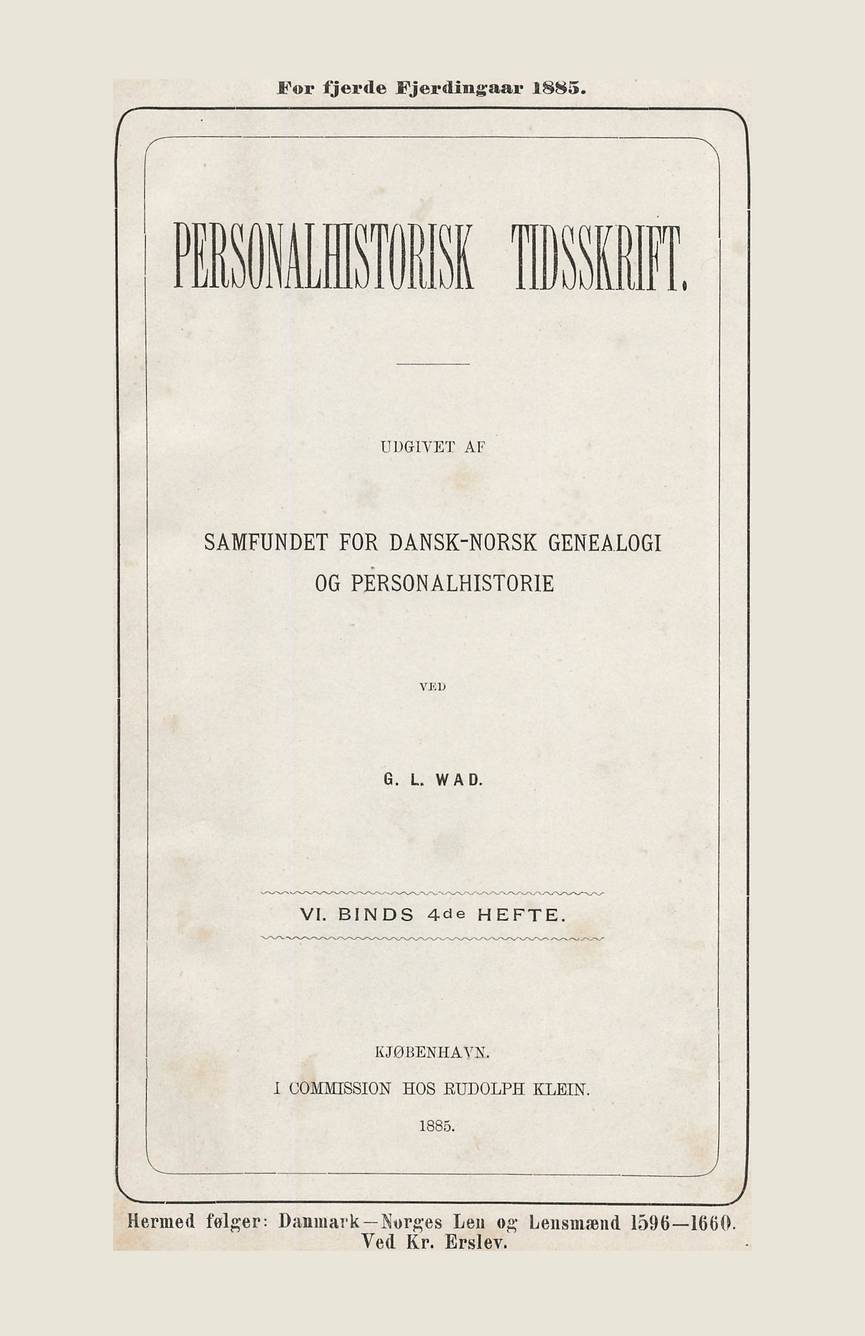 For fjerde Fjerdingaar 1885.
PERSONALHISTORISK TIDSSKRIFT.
UDGIVET AF
SAMFUNDET FOR DANSK-NORSK GENEALOGI
OG PERSONALHISTORIE
VED
G. L. WAD.
VI. BINDS 4de HEFTE.
KJØBENHAVN.
I COMMISSION HOS RUDOLPH KLEIN.
1885.
Hermed følger: Danmark—Norges Len og Lensmænd 1596—1660.
Ved Kr. Erslev.